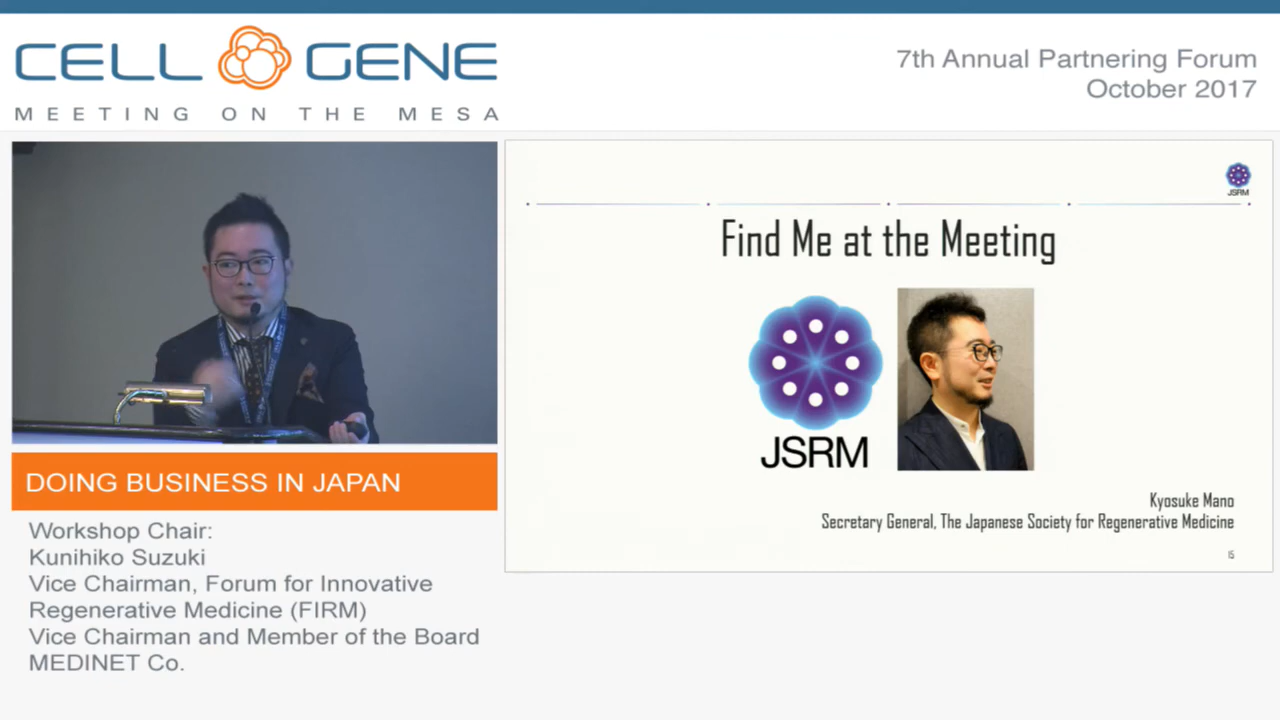 CELL GENE
MEETING ON THE MESA
7th Annual Partnering Forum
October 2017
JSRM
Find Me at the Meeting
JSRM
Kyosuke Mano
Secretary General, The Japanese Society for Regenerative Medicine
15
DOING BUSINESS IN JAPAN
Workshop Chair:
Kunihiko Suzuki
Vice Chairman, Forum for Innovative
Regenerative Medicine (FIRM)
Vice Chairman and Member of the Board
MEDINET Co.